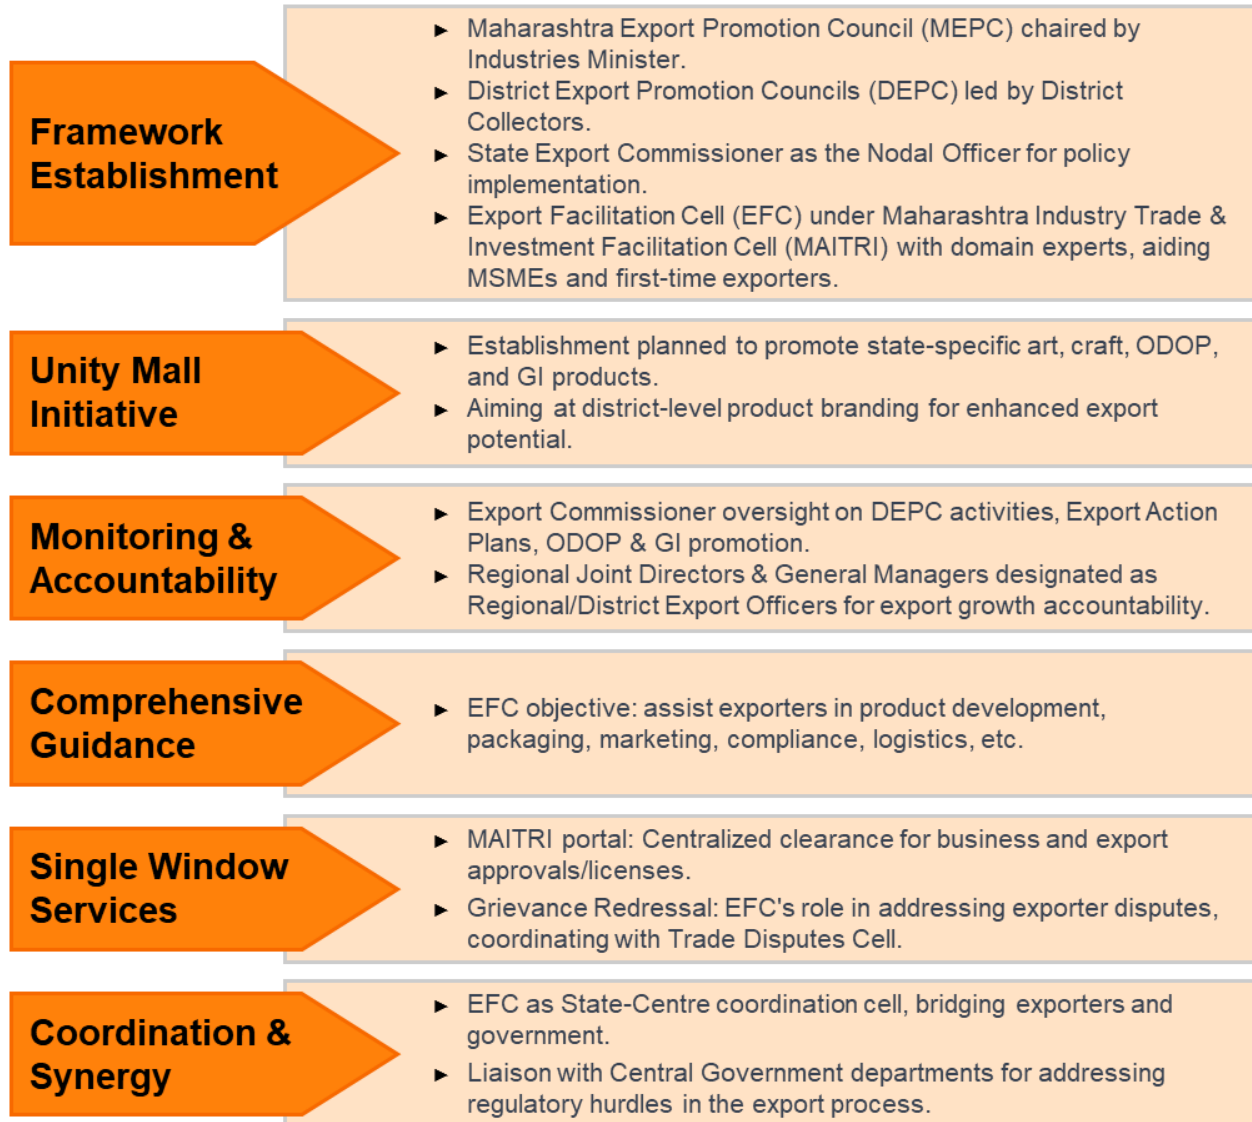 Framework
Establishment
► Maharashtra Export Promotion Council (MEPC) chaired by
Industries Minister.
► District Export Promotion Councils (DEPC) led by District
Collectors.
► State Export Commissioner as the Nodal Officer for policy
implementation.
► Export Facilitation Cell (EFC) under Maharashtra Industry Trade &
Investment Facilitation Cell (MAITRI) with domain experts, aiding
MSMEs and first-time exporters.
Unity Mall
Initiative
► Establishment planned to promote state-specific art, craft, ODOP,
and GI products.
► Aiming at district-level product branding for enhanced export
potential.
Monitoring &
Accountability
► Export Commissioner oversight on DEPC activities, Export Action
Plans, ODOP & GI promotion.
► Regional Joint Directors & General Managers designated as
Regional/District Export Officers for export growth accountability.
Comprehensive
Guidance
► EFC objective: assist exporters in product development,
packaging, marketing, compliance, logistics, etc.
Single Window
Services
► MAITRI portal: Centralized clearance for business and export
approvals/licenses.
► Grievance Redressal: EFC's role in addressing exporter disputes,
coordinating with Trade Disputes Cell.
Coordination &
Synergy
► EFC as State-Centre coordination cell, bridging exporters and
government.
► Liaison with Central Government departments for addressing
regulatory hurdles in the export process.